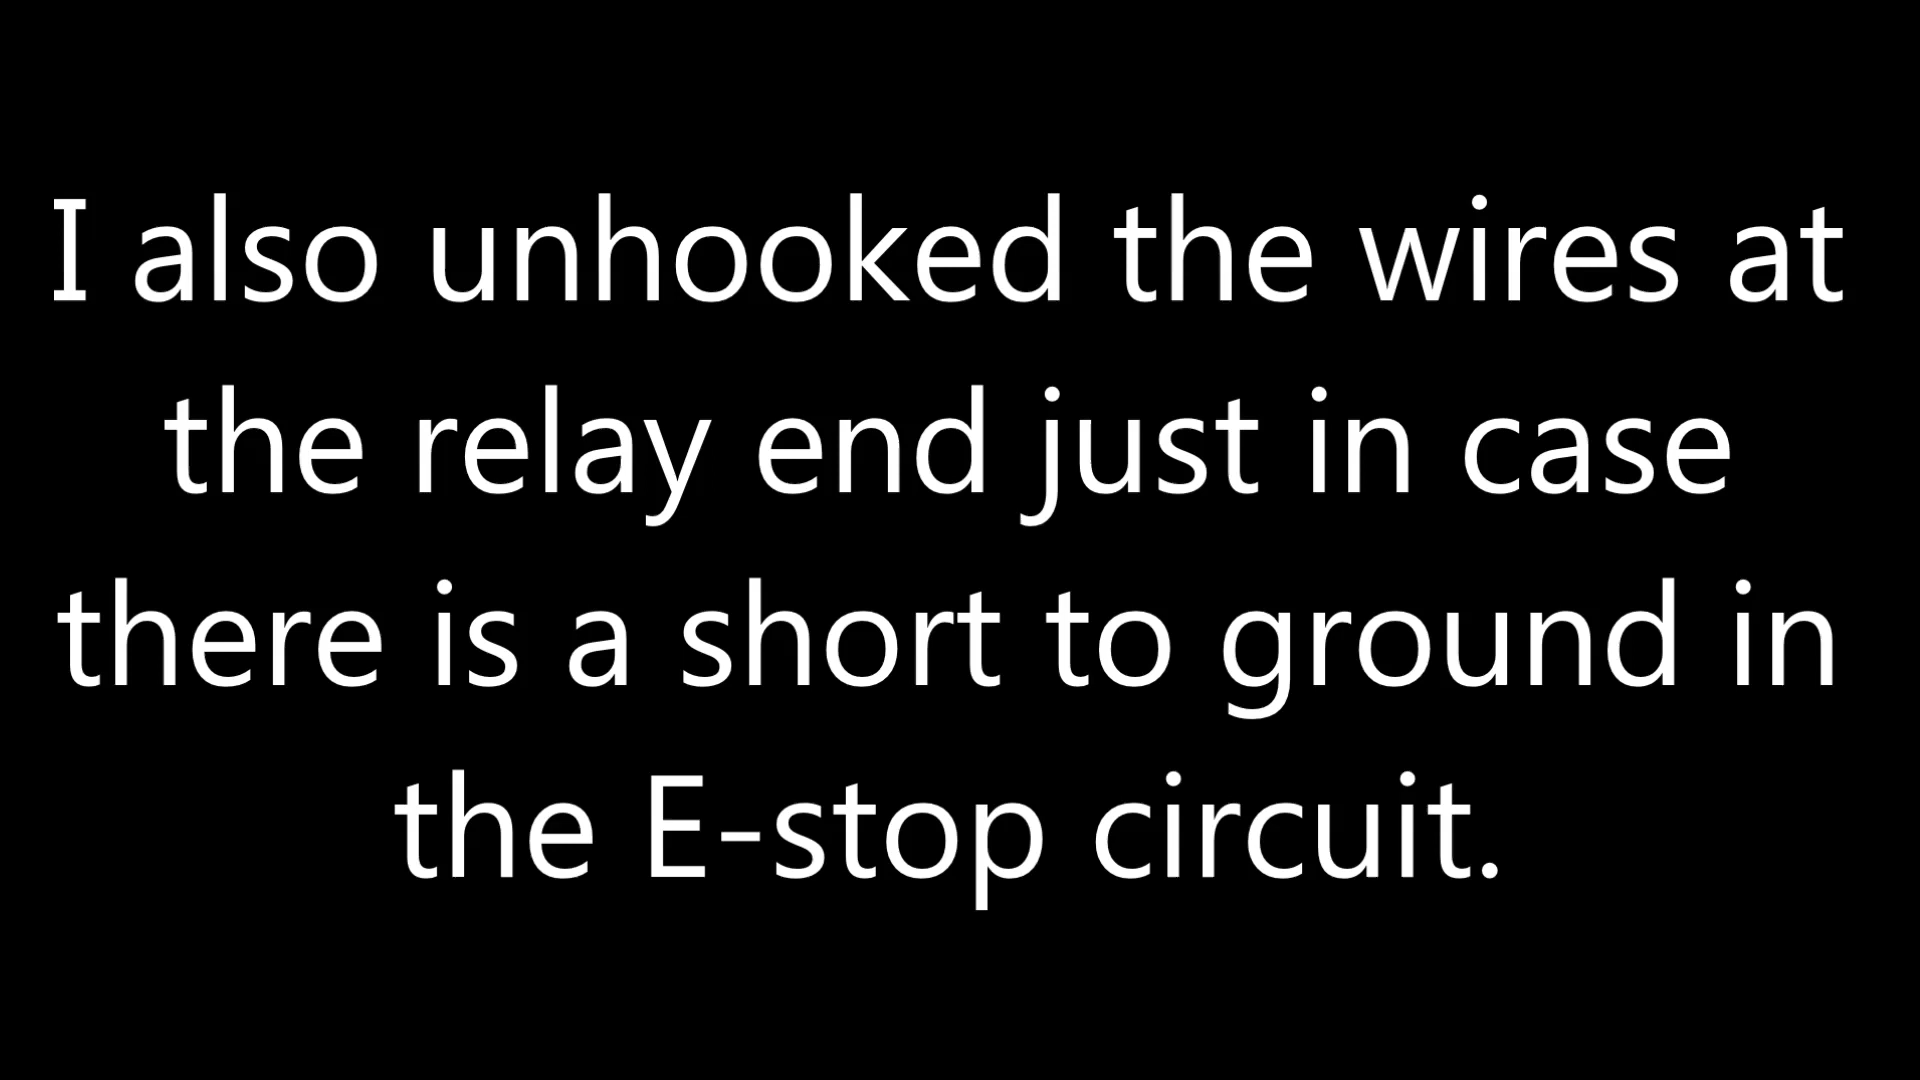 I also unhooked the wires at
the relay end just in case
there is a short to ground in
the E-stop circuit.